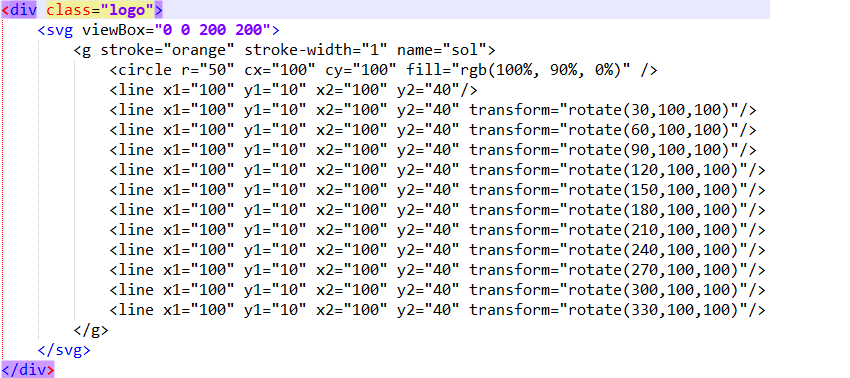 <div class="logo">
<svg viewBox="0 0 200 200">
<g stroke="orange" stroke-width="1" name="sol">
<circle r="50" cx="100" cy="100" fill="rgb(100%, 90%, 0%)" />
<line x1="100" y1="10" x2="100" y2="40"/>
<line x1="100" y1="10" x2="100" y2="40" transform="rotate(30,100,100)"/>
<line x1="100" y1="10" x2="100" y2="40" transform="rotate(60,100,100)"/>
<line x1="100" y1="10" x2="100" y2="40" transform="rotate(90,100,100)"/>
<line x1="100" y1="10" x2="100" y2="40" transform="rotate(120,100,100)"/>
<line x1="100" y1="10" x2="100" y2="40" transform="rotate(150,100,100)"/>
<line x1="100" y1="10" x2="100" y2="40" transform="rotate(180,100,100)"/>
<line x1="100" y1="10" x2="100" y2="40" transform="rotate(210,100,100)"/>
<line x1="100" y1="10" x2="100" y2="40" transform="rotate(240,100,100)"/>
<line x1="100" y1="10" x2="100" y2="40" transform="rotate(270,100,100)"/>
<line x1="100" y1="10" x2="100" y2="40" transform="rotate(300,100,100)"/>
<line x1="100" y1="10" x2="100" y2="40" transform="rotate(330,100,100)"/>
</g>
</svg>
</div>